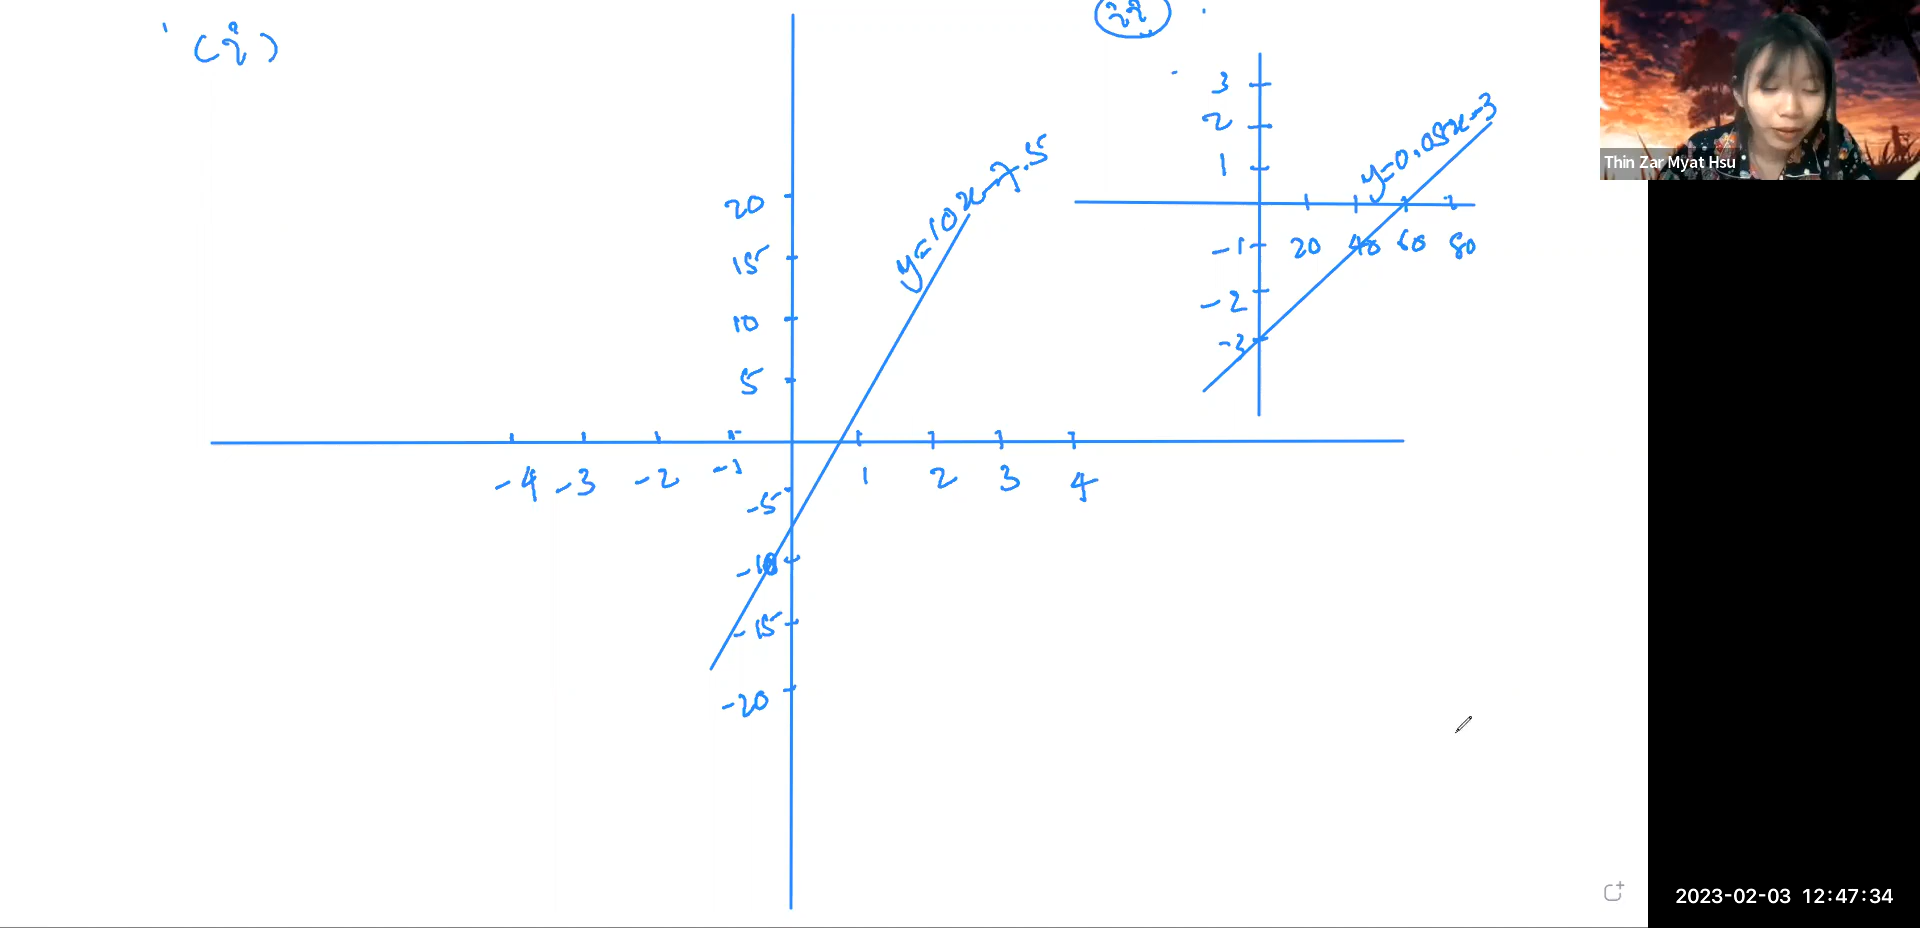 (i)
20
15
10
5
-4 -3 -2 -1 1 2 3 4
-5
-10
-15
-20
y=10x-7.5
ii
3
2
1
20 40 60 80
-1
-2
-3
y=0.05x-3
Thin Zar Myat Hsu
2023-02-03 12:47:34